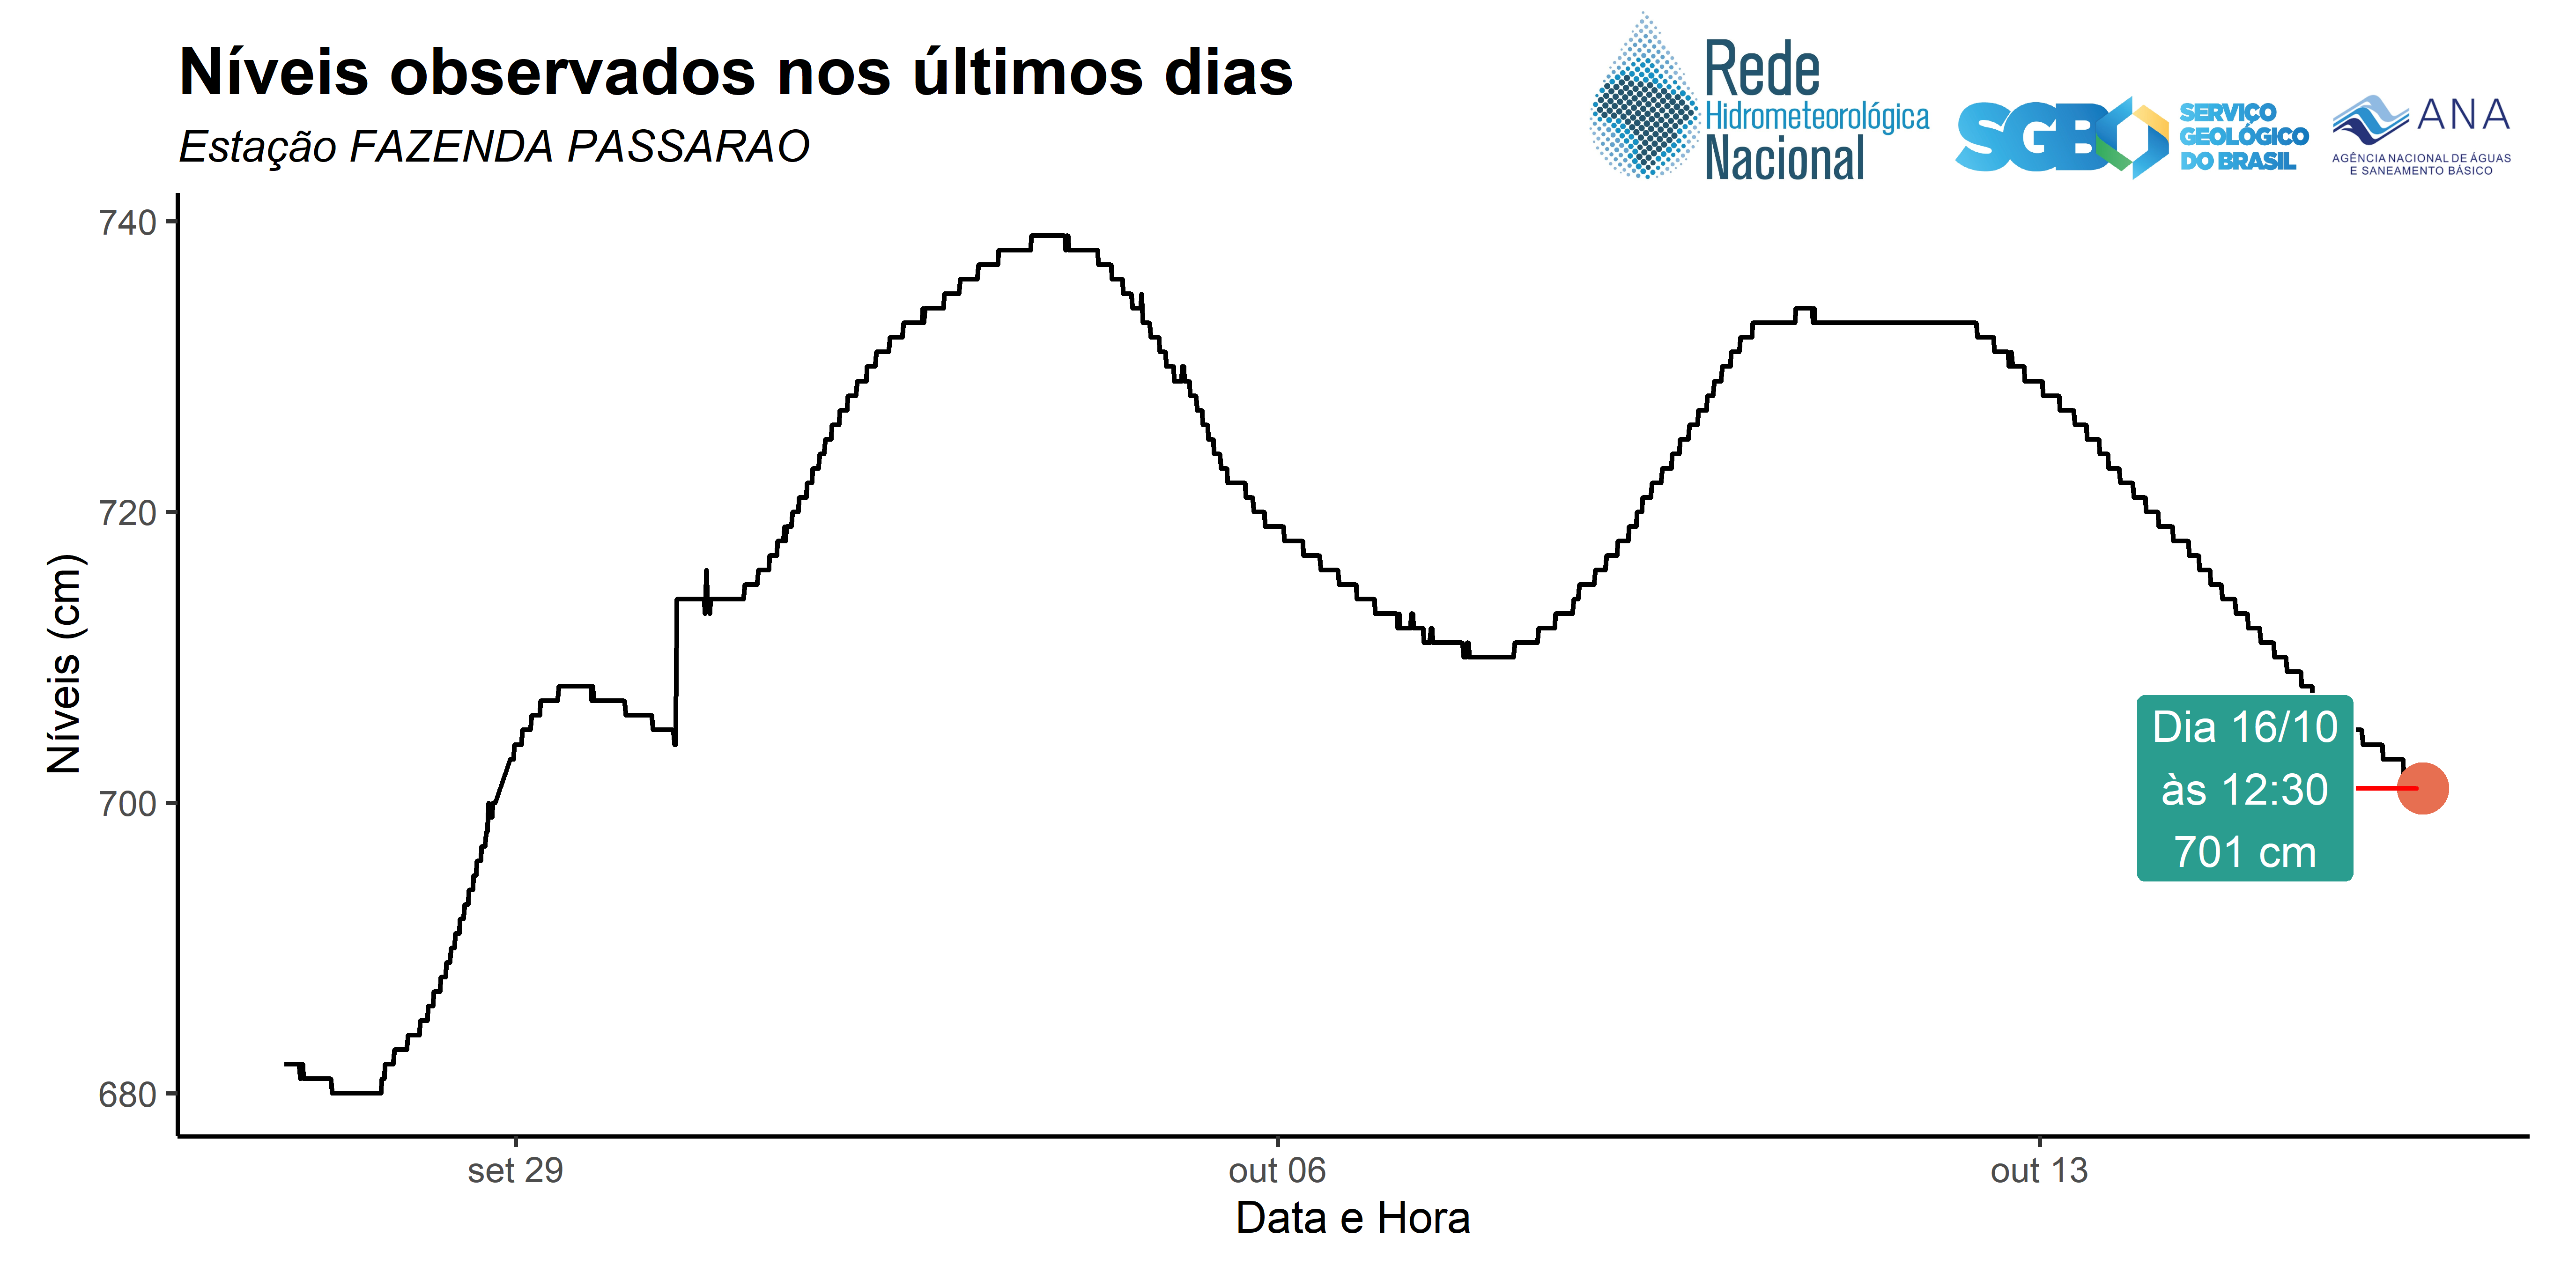 Níveis observados nos últimos dias
Estação FAZENDA PASSARAO
Rede
Hidrometeorológica
Nacional
SGB
SERVIÇO
GEOLÓGICO
DO BRASIL
ANA
AGÊNCIA NACIONAL DE ÁGUAS
E SANEAMENTO BÁSICO
Níveis (cm)
740
720
700
680
Dia 16/10
às 12:30
701 cm
set 29
out 06
out 13
Data e Hora